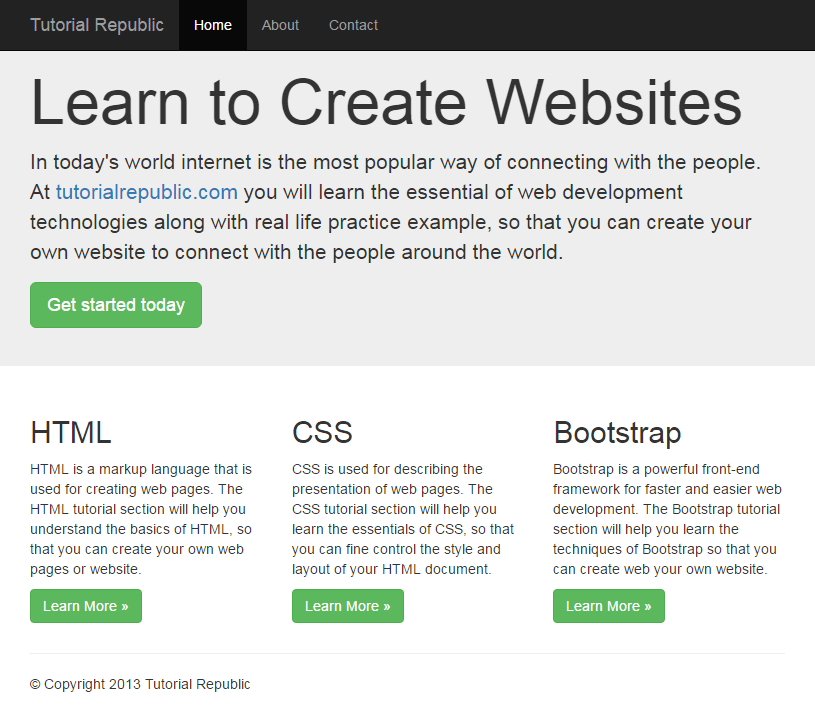 Tutorial Republic Home About Contact
Learn to Create Websites
In today's world internet is the most popular way of connecting with the people.
At tutorialrepublic.com you will learn the essential of web development
technologies along with real life practice example, so that you can create your
own website to connect with the people around the world.
Get started today
HTML
HTML is a markup language that is
used for creating web pages. The
HTML tutorial section will help you
understand the basics of HTML, so
that you can create your own web
pages or website.
Learn More »
CSS
CSS is used for describing the
presentation of web pages. The
CSS tutorial section will help you
learn the essentials of CSS, so that
you can fine control the style and
layout of your HTML document.
Learn More »
Bootstrap
Bootstrap is a powerful front-end
framework for faster and easier web
development. The Bootstrap tutorial
section will help you learn the
techniques of Bootstrap so that you
can create web your own website.
Learn More »
© Copyright 2013 Tutorial Republic